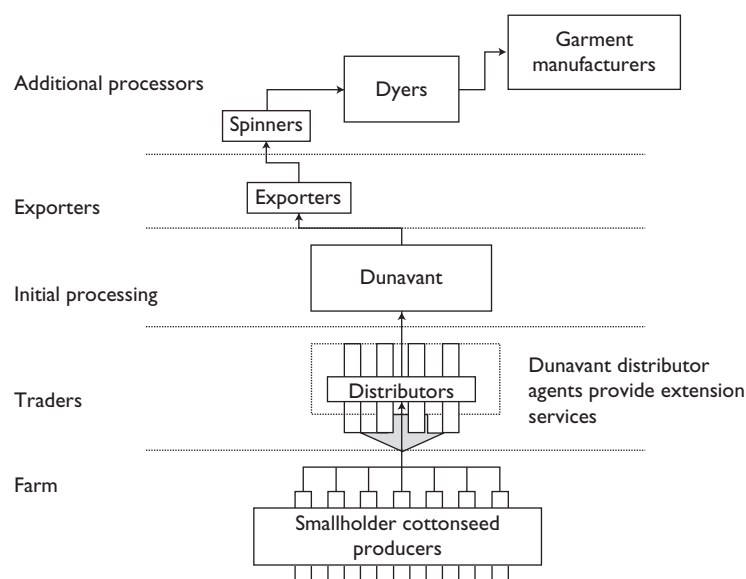 Garment
manufacturers
Additional processors
Dyers
Spinners
Exporters
Exporters
Dunavant
Initial processing
Dunavant distributor
agents provide extension
services
Distributors
Traders
Farm
Smallholder cottonseed
producers